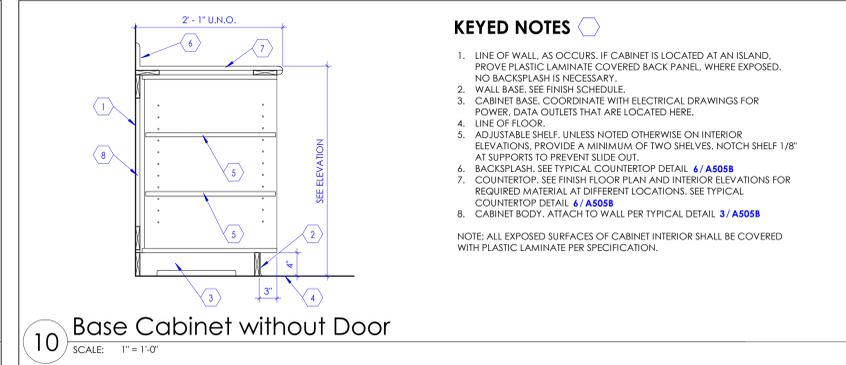 2' - 1" U.N.O.
6
7
1
8
5
5
SEE ELEVATION
2
4"
3"
3
4
10 Base Cabinet without Door
SCALE: 1" = 1'-0"
KEYED NOTES
1. LINE OF WALL, AS OCCURS. IF CABINET IS LOCATED AT AN ISLAND,
PROVE PLASTIC LAMINATE COVERED BACK PANEL, WHERE EXPOSED.
NO BACKSPLASH IS NECESSARY.
2. WALL BASE. SEE FINISH SCHEDULE.
3. CABINET BASE. COORDINATE WITH ELECTRICAL DRAWINGS FOR
POWER, DATA OUTLETS THAT ARE LOCATED HERE.
4. LINE OF FLOOR.
5. ADJUSTABLE SHELF. UNLESS NOTED OTHERWISE ON INTERIOR
ELEVATIONS, PROVIDE A MINIMUM OF TWO SHELVES. NOTCH SHELF 1/8"
AT SUPPORTS TO PREVENT SLIDE OUT.
6. BACKSPLASH. SEE TYPICAL COUNTERTOP DETAIL 6 / A505B
7. COUNTERTOP. SEE FINISH FLOOR PLAN AND INTERIOR ELEVATIONS FOR
REQUIRED MATERIAL AT DIFFERENT LOCATIONS. SEE TYPICAL
COUNTERTOP DETAIL 6 / A505B
8. CABINET BODY. ATTACH TO WALL PER TYPICAL DETAIL 3 / A505B
NOTE: ALL EXPOSED SURFACES OF CABINET INTERIOR SHALL BE COVERED
WITH PLASTIC LAMINATE PER SPECIFICATION.